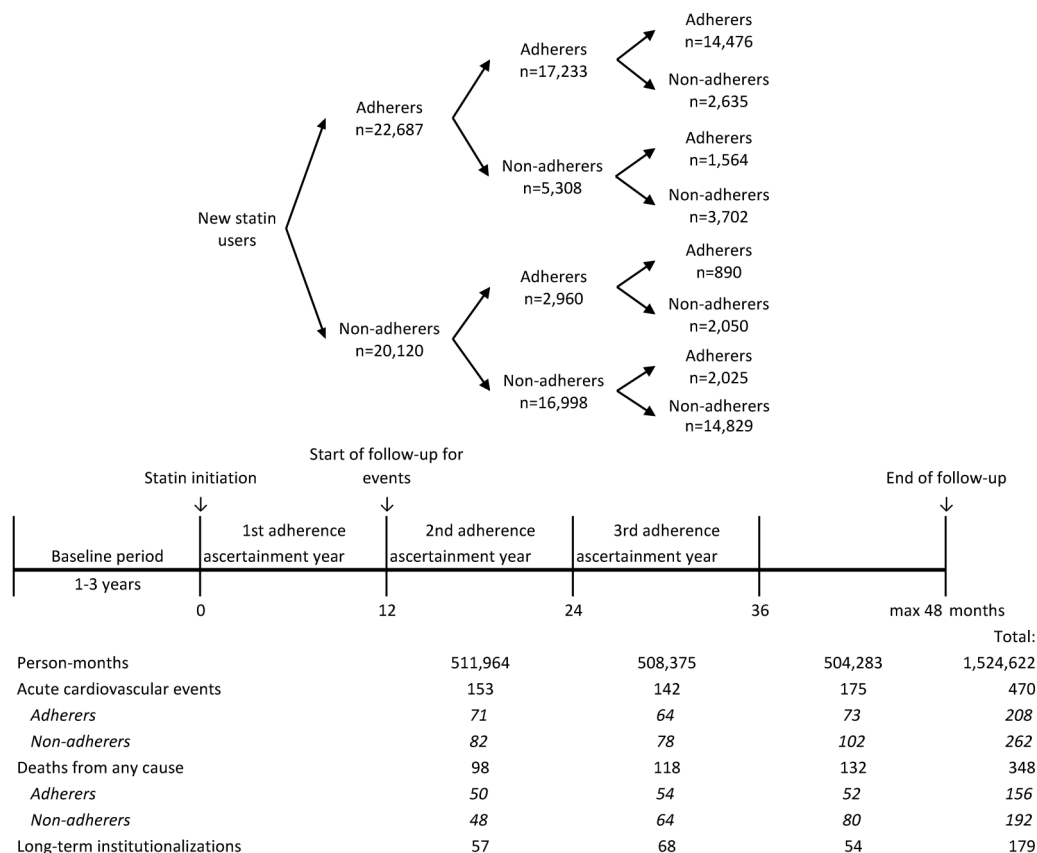 Adherers
n=14,476
Adherers
n=17,233
Non-adherers
n=2,635
Adherers
n=22,687
Adherers
n=1,564
Non-adherers
n=5,308
Non-adherers
n=3,702
New statin
users
Adherers
n=890
Adherers
n=2,960
Non-adherers
n=2,050
Non-adherers
n=20,120
Adherers
n=2,025
Non-adherers
n=16,998
Non-adherers
n=14,829
Start of follow-up for
events
Statin initiation
End of follow-up
1st adherence
ascertainment year
2nd adherence
ascertainment year
3rd adherence
ascertainment year
Baseline period
1-3 years
0 12 24 36 max 48 months
Total:
Person-months 511,964 508,375 504,283 1,524,622
Acute cardiovascular events 153 142 175 470
Adherers 71 64 73 208
Non-adherers 82 78 102 262
Deaths from any cause 98 118 132 348
Adherers 50 54 52 156
Non-adherers 48 64 80 192
Long-term institutionalizations 57 68 54 179